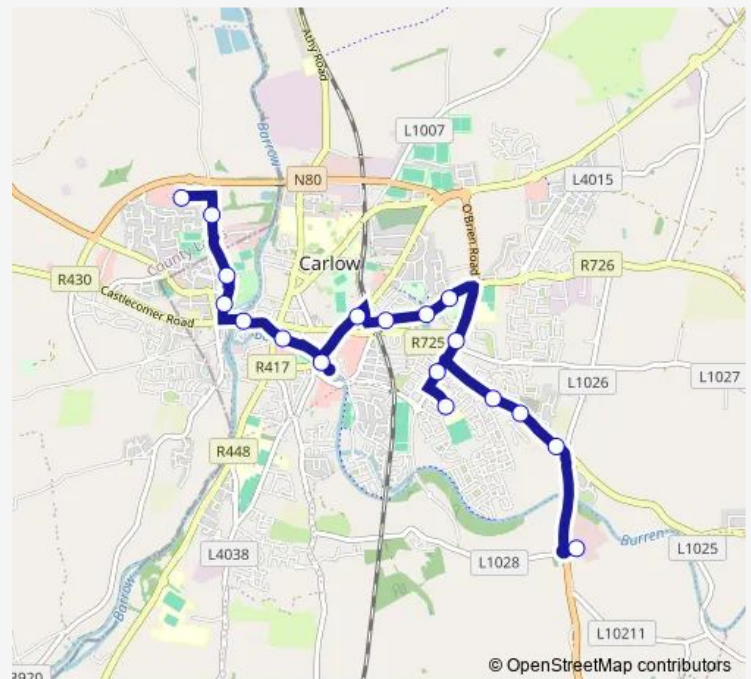 Athy Road
L1007
Barrow
N80
L4015
O'Brien Road
County L
Carlow
R430
R726
Castlecomer Road
R725
R417
L1026
L1027
R448
L4038
L1028
Burren
L1025
Barrow
L10211
R920
© OpenStreetMap contributors